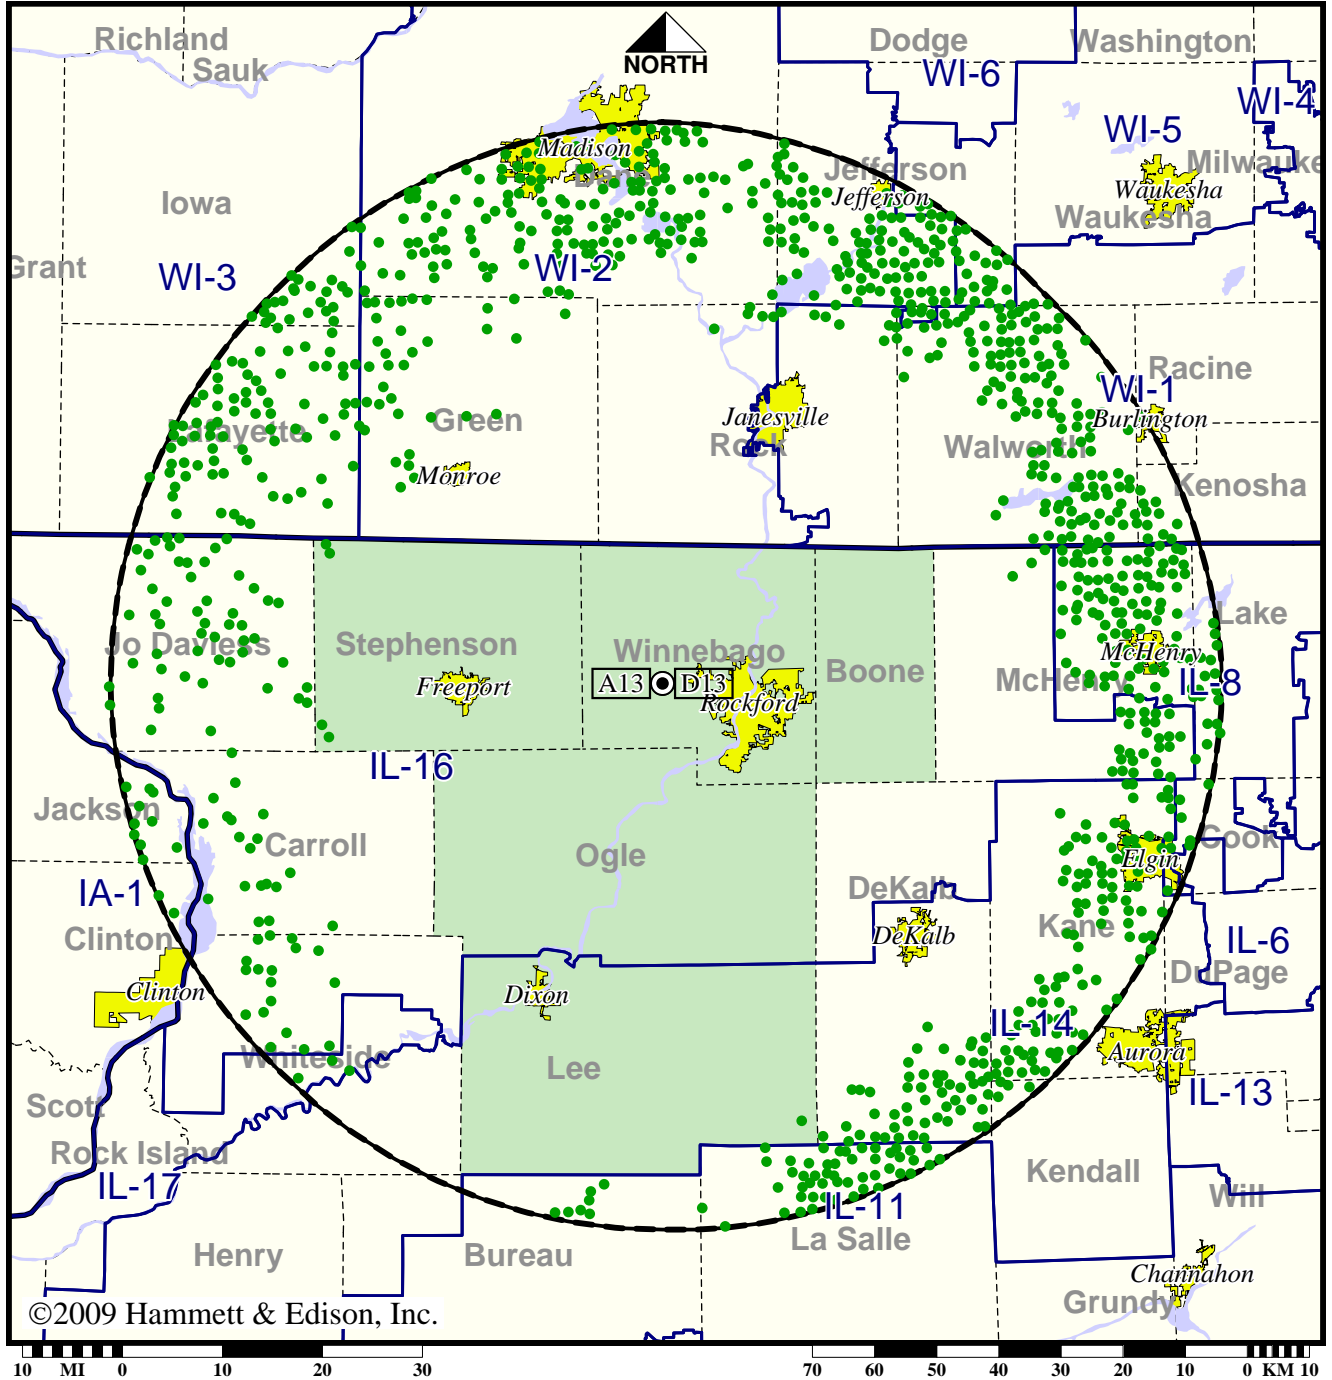 Richland
Sauk
Dodge
Washington
NORTH
WI-6
WI-4
WI-5
Madison
Dane
Jefferson
Jefferson
Milwauke
Waukesha
Waukesha
Iowa
Grant
WI-3
WI-2
Racine
WI-1
Burlington
Lafayette
Green
Janesville
Rock
Walworth
Monroe
Kenosha
Lake
Jo Daviess
Stephenson
Winnebago
Boone
McHenry
McHenry
IL-8
Freeport
A13
D13
Rockford
IL-16
Jackson
Carroll
Ogle
Cook
Elgin
IA-1
DeKalb
Kane
Clinton
DeKalb
IL-6
DuPage
Clinton
Dixon
IL-14
Aurora
Whiteside
Lee
IL-13
Scott
Rock Island
IL-17
Kendall
Will
IL-11
La Salle
Henry
Bureau
Channahon
Grundy
©2009 Hammett & Edison, Inc.
10 MI 0 10 20 30
70 60 50 40 30 20 10 0 KM 10